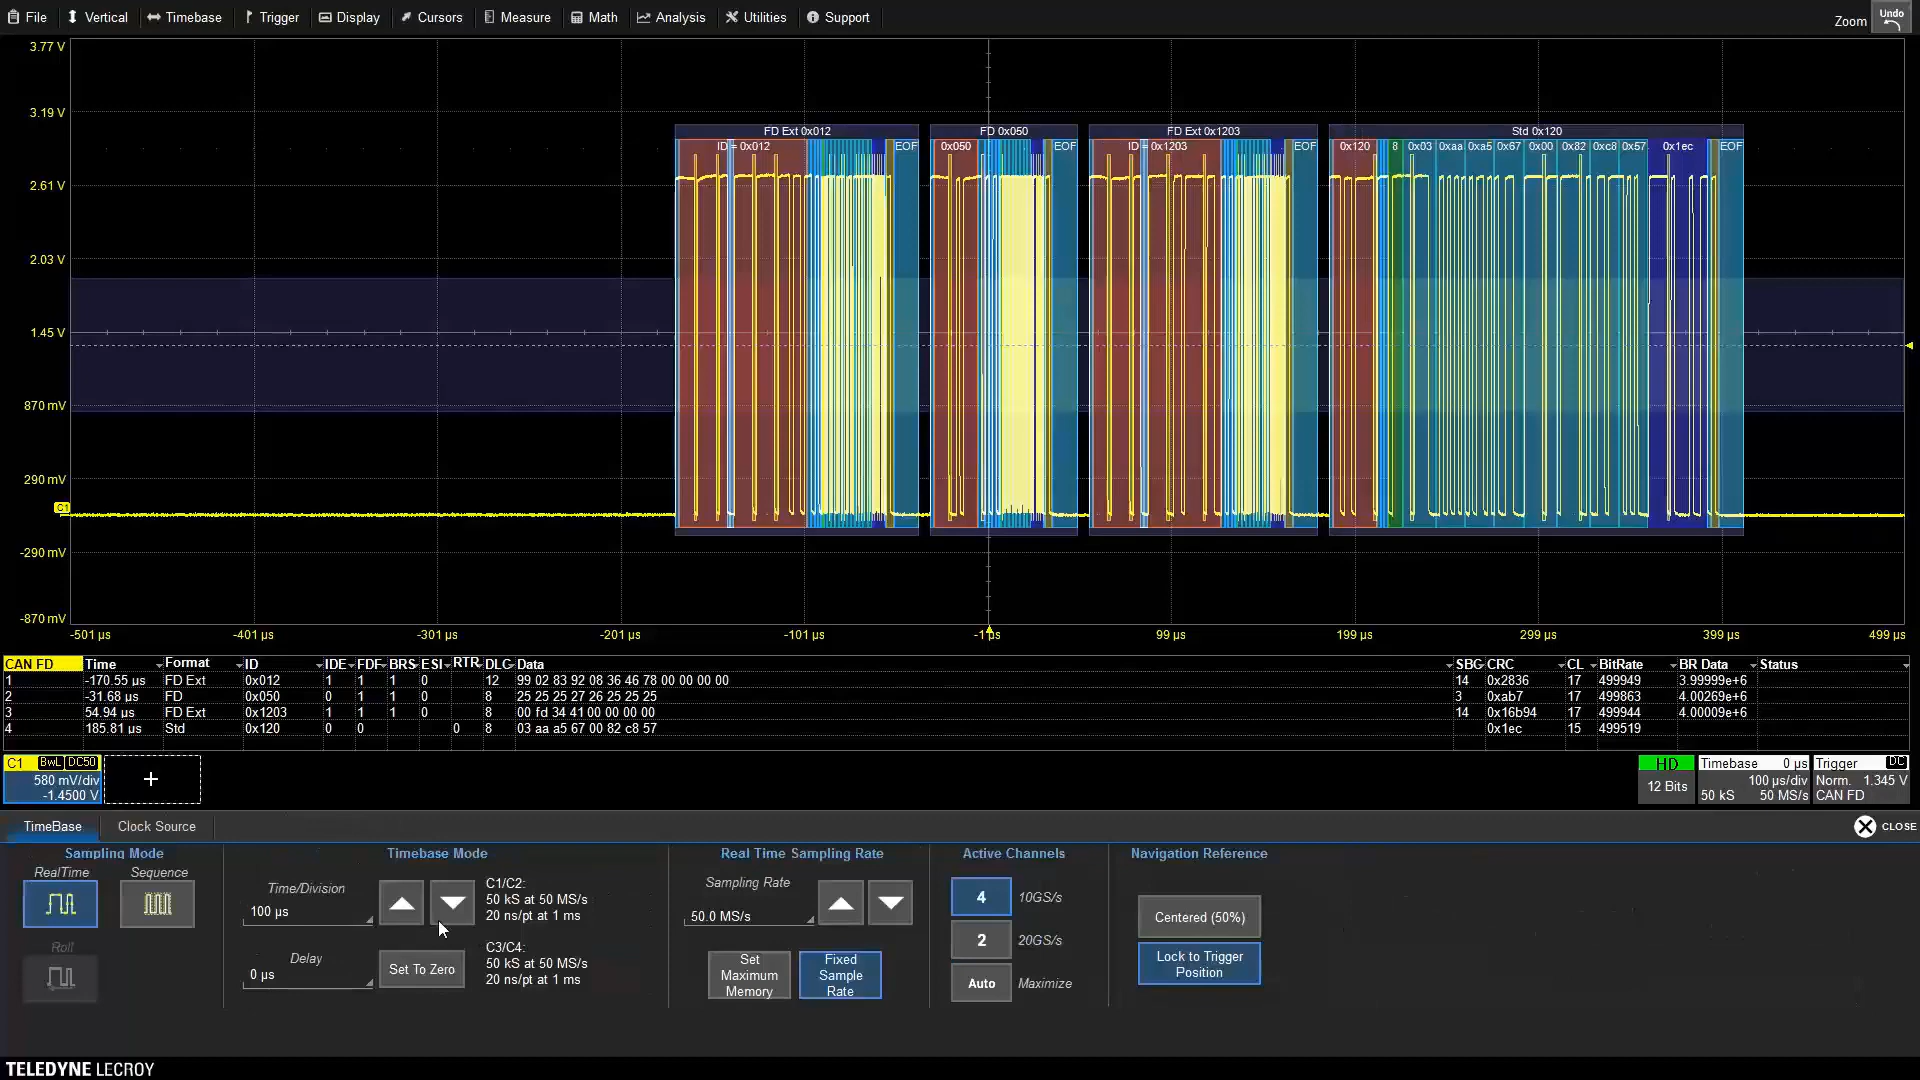 File Vertical Timebase Trigger Display Cursors Measure Math Analysis Utilities Support
Zoom Undo
3.77 V
3.19 V
2.61 V
2.03 V
1.45 V
870 mV
290 mV
C1
-290 mV
-870 mV
FD Ext 0x012 FD 0x050 FD Ext 0x1203 Std 0x120
ID = 0x012 EOF 0x050 EOF ID = 0x1203 EOF 0x120 8 0x03 0xaa 0xa5 0x67 0x00 0x82 0xc8 0x57 0x1ec EOF
-501 µs -401 µs -301 µs -201 µs -101 µs -1 µs 99 µs 199 µs 299 µs 399 µs 499 µs
CAN FD Time Format ID IDE FDF BRS ESI RTR DLC Data SBC CRC CL BitRate BR Data Status
1 -170.55 µs FD Ext 0x012 1 1 1 0 12 99 02 83 92 08 36 46 78 00 00 00 00 14 0x2836 17 499949 3.99999e+6
2 -31.68 µs FD 0x050 0 1 1 0 8 25 25 25 27 26 25 25 25 3 0xab7 17 499863 4.00269e+6
3 54.94 µs FD Ext 0x1203 1 1 1 0 8 00 fd 34 41 00 00 00 00 14 0x16b94 17 499944 4.00009e+6
4 185.81 µs Std 0x120 0 0 0 8 03 aa a5 67 00 82 c8 57 0x1ec 15 499519
C1 BwL DC50
580 mV/div
-1.4500 V
+
HD
12 Bits
Timebase 0 µs
100 µs/div
50 kS 50 MS/s
Trigger DC
Norm. 1.345 V
CAN FD
TimeBase Clock Source
CLOSE
Sampling Mode
RealTime Sequence
Roll
Timebase Mode
Time/Division
100 µs
Delay
0 µs
Set To Zero
C1/C2:
50 kS at 50 MS/s
20 ns/pt at 1 ms
C3/C4:
50 kS at 50 MS/s
20 ns/pt at 1 ms
Real Time Sampling Rate
Sampling Rate
50.0 MS/s
Set
Maximum
Memory
Fixed
Sample
Rate
Active Channels
4 10GS/s
2 20GS/s
Auto Maximize
Navigation Reference
Centered (50%)
Lock to Trigger
Position
TELEDYNE LECROY